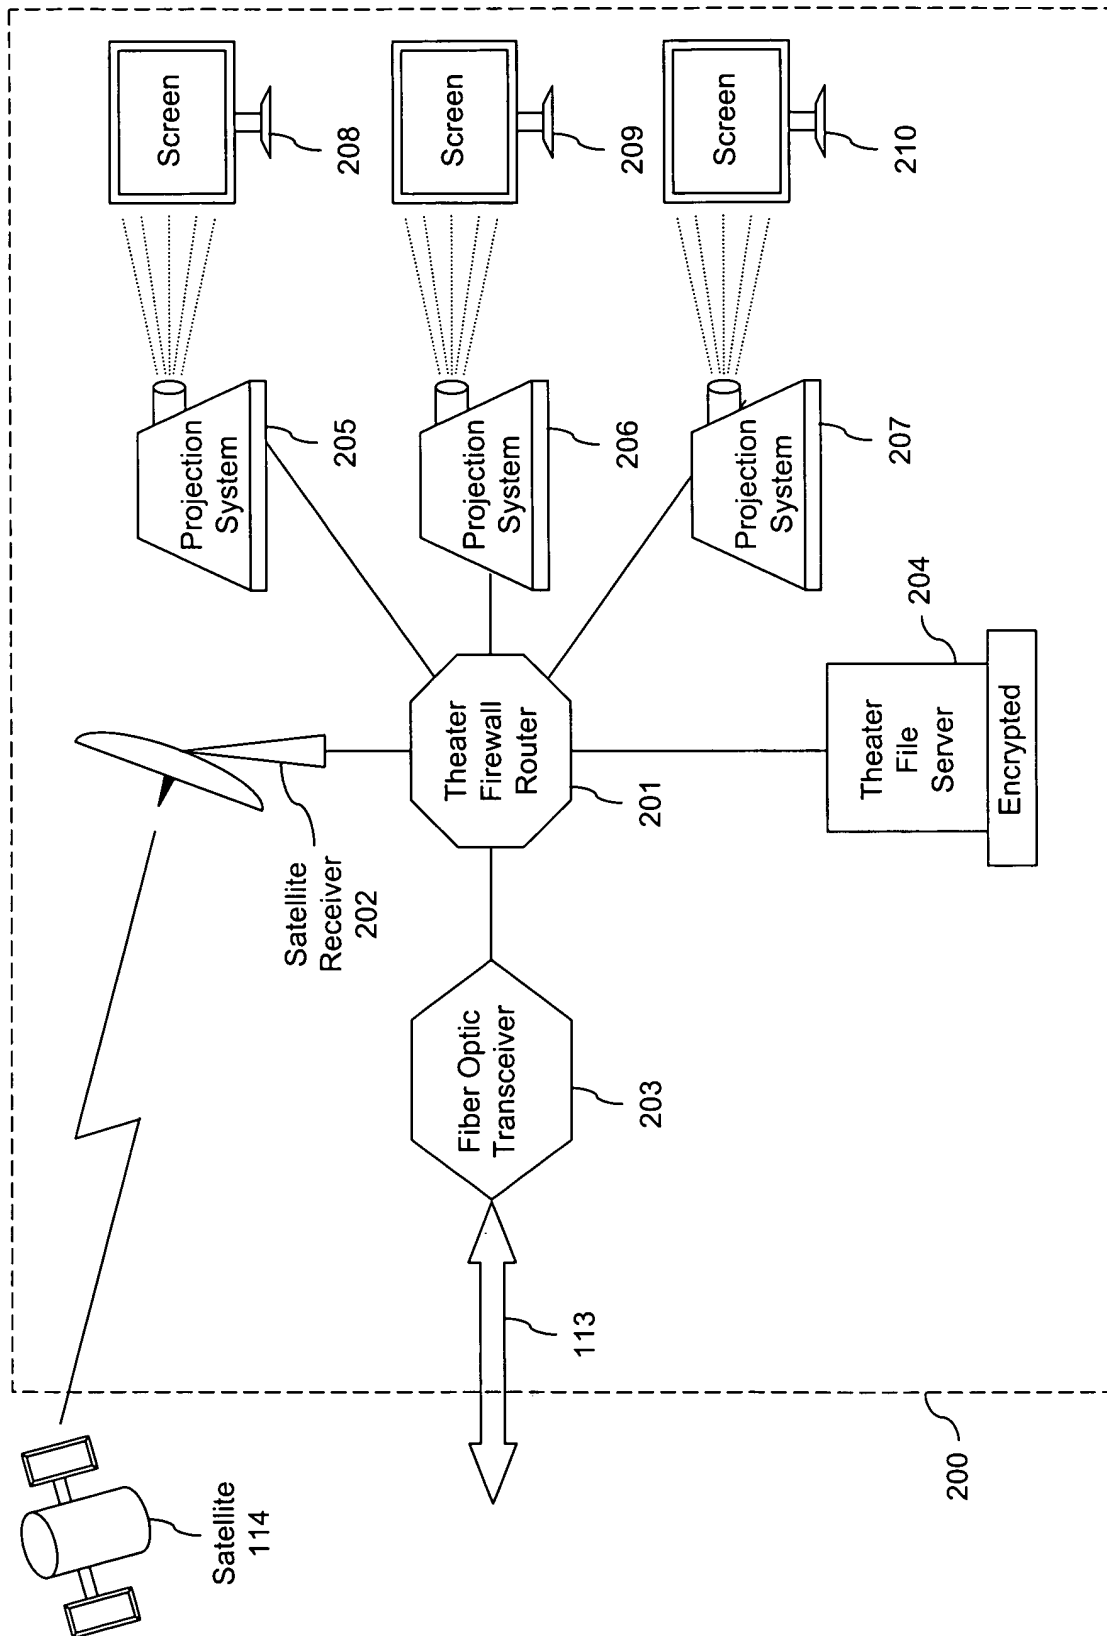 Satellite
114
200
113
Fiber Optic
Transceiver
203
Satellite
Receiver
202
Theater
Firewall
Router
201
Theater
File
Server
204
Encrypted
Projection
System
205
Projection
System
206
Projection
System
207
Screen
208
Screen
209
Screen
210